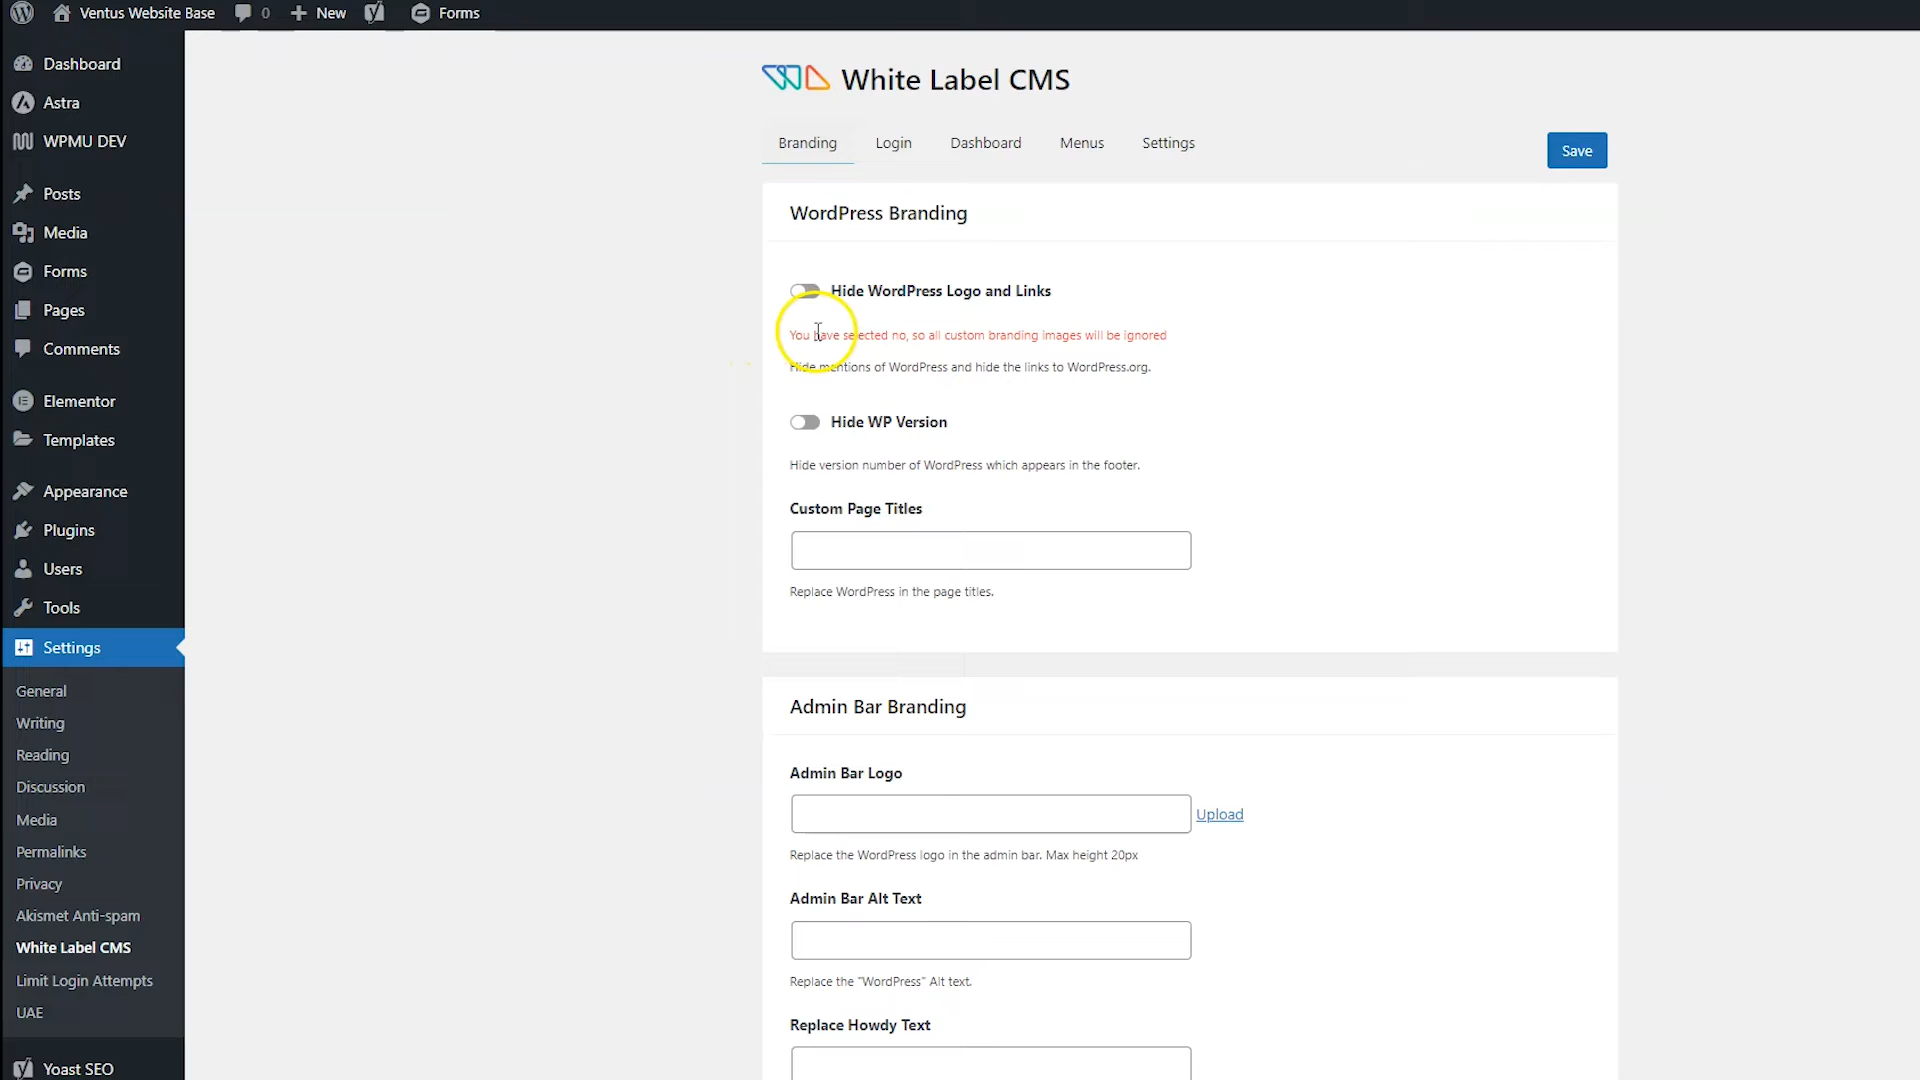 Ventus Website Base 0 New Forms
Dashboard
Astra
WPMU DEV
Posts
Media
Forms
Pages
Comments
Elementor
Templates
Appearance
Plugins
Users
Tools
Settings
General
Writing
Reading
Discussion
Media
Permalinks
Privacy
Akismet Anti-spam
White Label CMS
Limit Login Attempts
UAE
Yoast SEO
White Label CMS
Branding Login Dashboard Menus Settings
Save
WordPress Branding
Hide WordPress Logo and Links
You have selected no, so all custom branding images will be ignored
Hide mentions of WordPress and hide the links to WordPress.org.
Hide WP Version
Hide version number of WordPress which appears in the footer.
Custom Page Titles
Replace WordPress in the page titles.
Admin Bar Branding
Admin Bar Logo
Upload
Replace the WordPress logo in the admin bar. Max height 20px
Admin Bar Alt Text
Replace the "WordPress" Alt text.
Replace Howdy Text